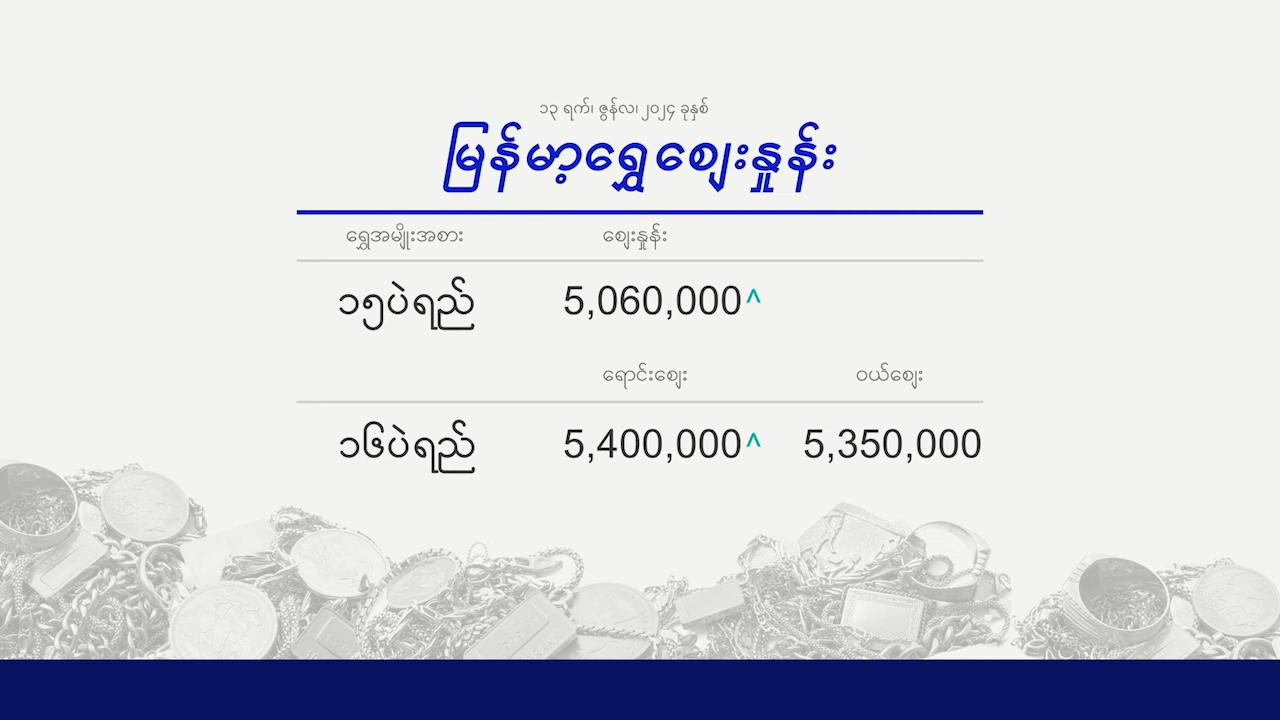 ၁၃ ရက်၊ ဇွန်လ၊ ၂၀၂၄ ခုနှစ်
မြန်မာ့ရွှေဈေးနှုန်း
ရွှေအမျိုးအစား ဈေးနှုန်း
၁၅ပဲရည် 5,060,000^
ရောင်းဈေး ဝယ်ဈေး
၁၆ပဲရည် 5,400,000^ 5,350,000